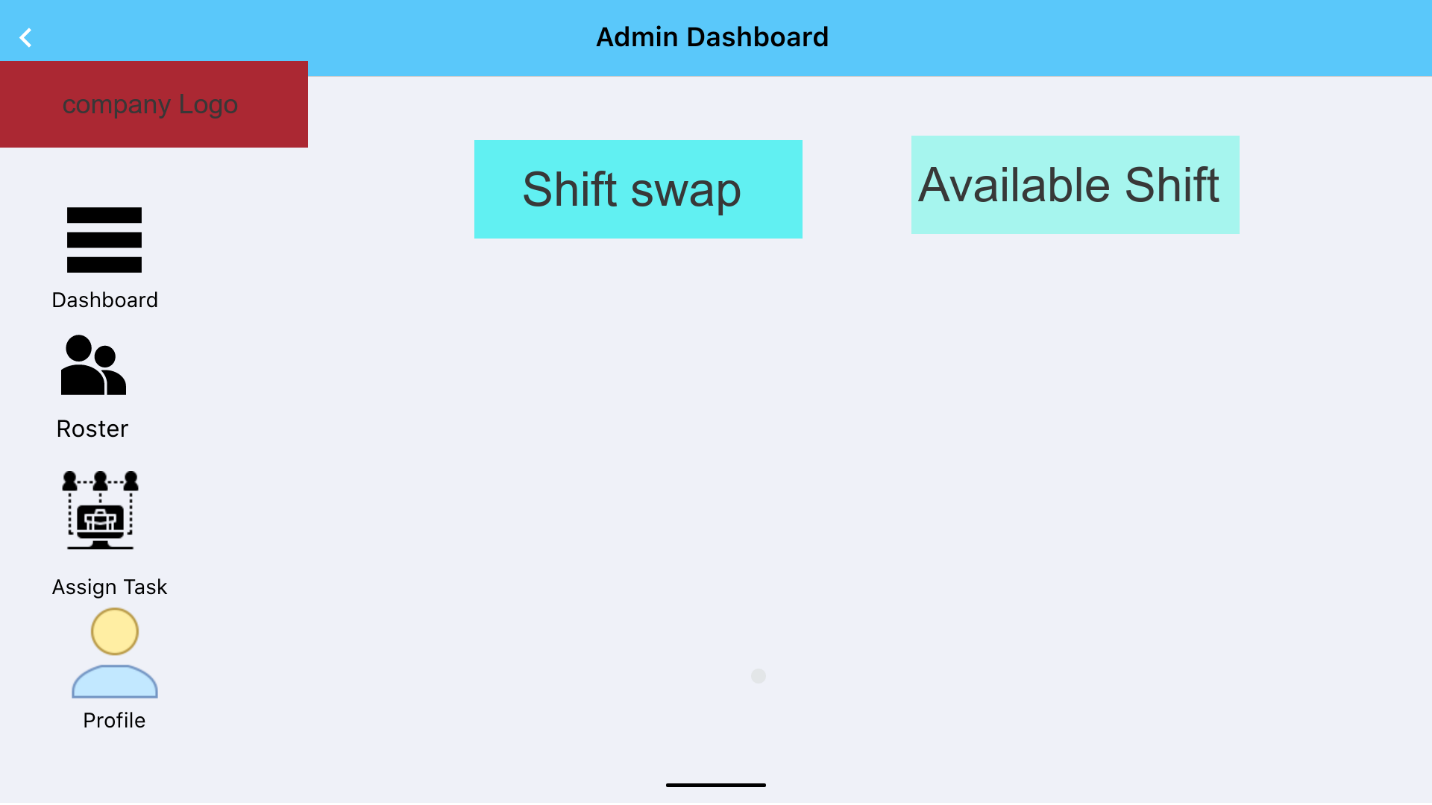 Admin Dashboard
company Logo
Shift swap
Available Shift
Dashboard
Roster
Assign Task
Profile